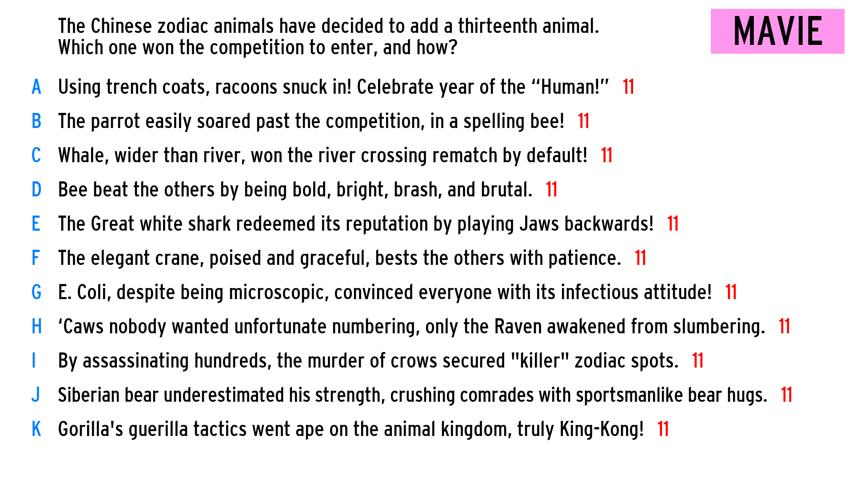 The Chinese zodiac animals have decided to add a thirteenth animal.
Which one won the competition to enter, and how?
MAVIE
A Using trench coats, racoons snuck in! Celebrate year of the “Human!” 11
B The parrot easily soared past the competition, in a spelling bee! 11
C Whale, wider than river, won the river crossing rematch by default! 11
D Bee beat the others by being bold, bright, brash, and brutal. 11
E The Great white shark redeemed its reputation by playing Jaws backwards! 11
F The elegant crane, poised and graceful, bests the others with patience. 11
G E. Coli, despite being microscopic, convinced everyone with its infectious attitude! 11
H ‘Caws nobody wanted unfortunate numbering, only the Raven awakened from slumbering. 11
I By assassinating hundreds, the murder of crows secured "killer" zodiac spots. 11
J Siberian bear underestimated his strength, crushing comrades with sportsmanlike bear hugs. 11
K Gorilla's guerilla tactics went ape on the animal kingdom, truly King-Kong! 11